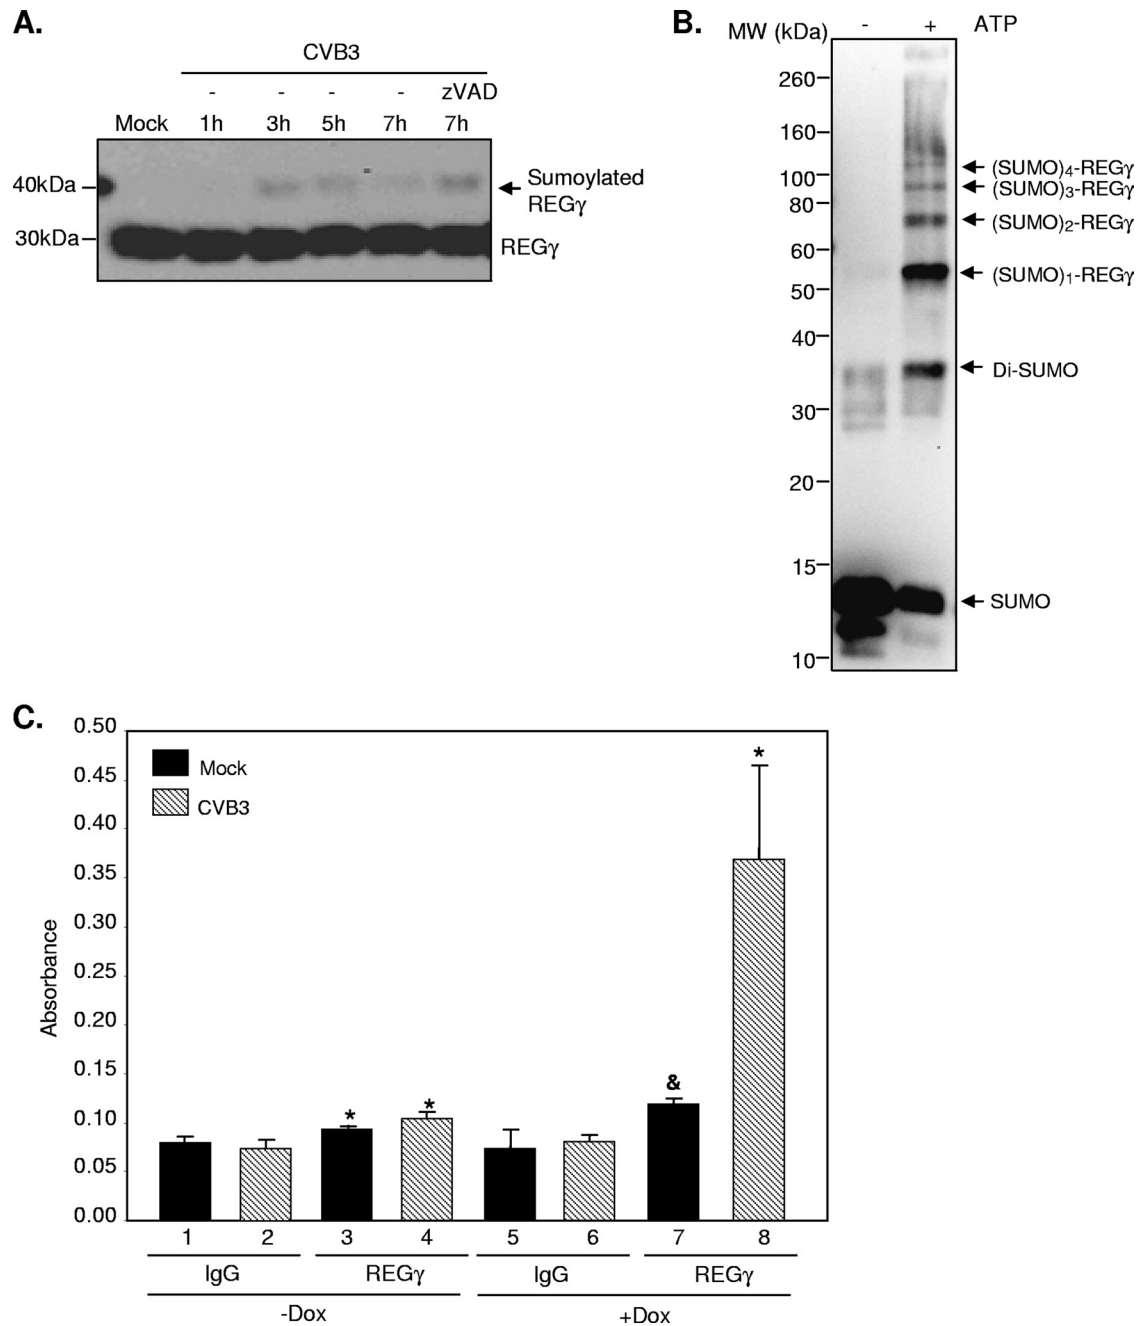 A.
CVB3
- - - - zVAD
Mock 1h 3h 5h 7h 7h
40kDa
Sumoylated
REGγ
30kDa
REGγ
B.
MW (kDa) - + ATP
260
160
(SUMO)4-REGγ
100
(SUMO)3-REGγ
80
(SUMO)2-REGγ
60
(SUMO)1-REGγ
50
40
Di-SUMO
30
20
15
SUMO
10
C.
0.50
0.45
0.40
0.35
0.30
0.25
0.20
0.15
0.10
0.05
0.00
Absorbance
Mock
CVB3
* * & *
1 2 3 4 5 6 7 8
IgG REGγ IgG REGγ
-Dox +Dox